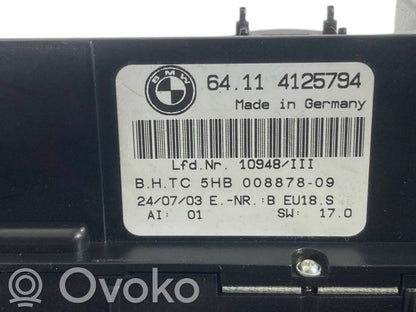 BMW
64.11 4125794
Made in Germany
Lfd.Nr. 10948/III
B.H.TC 5HB 008878-09
24/07/03 E.-NR.:B EU18.S
AI: 01 SW: 17.0
© Ovoko